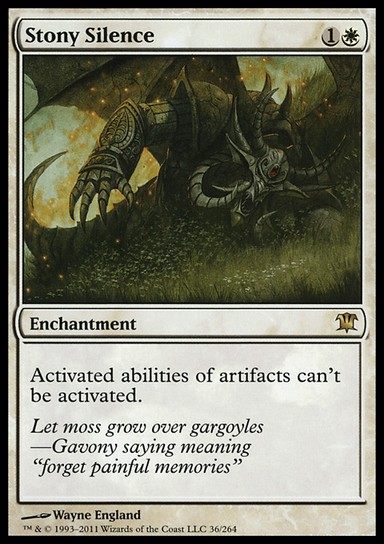 Stony Silence 1
Enchantment
Activated abilities of artifacts can't
be activated.
Let moss grow over gargoyles
—Gavony saying meaning
“forget painful memories”
Wayne England
™ & © 1993–2011 Wizards of the Coast LLC 36/264